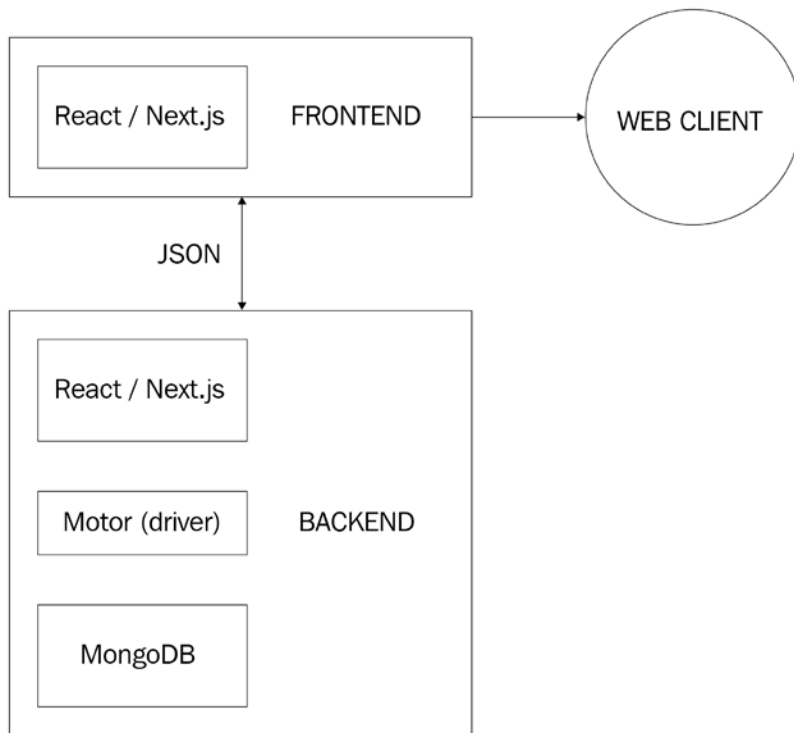 React / Next.js
FRONTEND
WEB CLIENT
JSON
React / Next.js
Motor (driver)
BACKEND
MongoDB